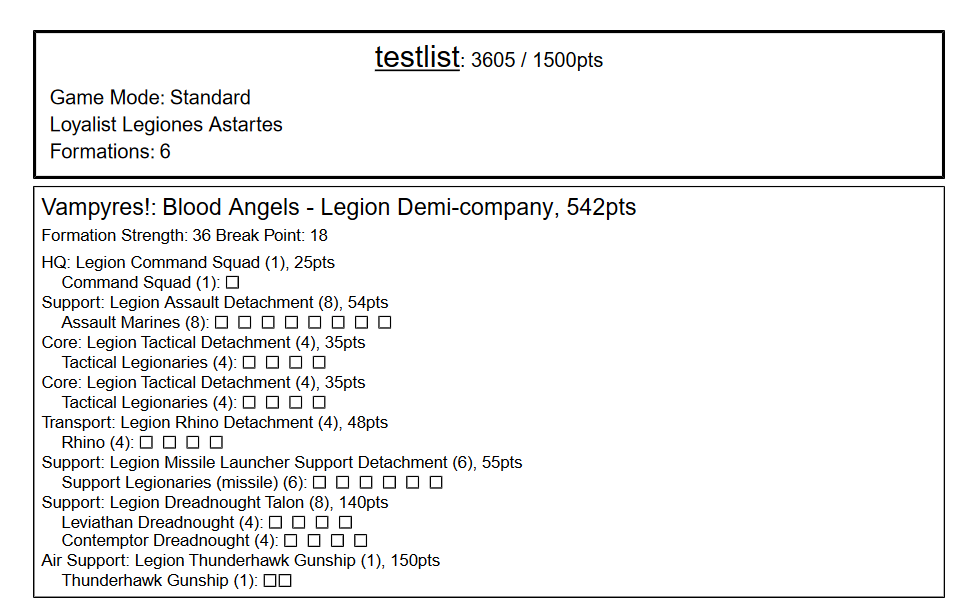 testlist: 3605 / 1500pts
Game Mode: Standard
Loyalist Legiones Astartes
Formations: 6
Vampyres!: Blood Angels - Legion Demi-company, 542pts
Formation Strength: 36 Break Point: 18
HQ: Legion Command Squad (1), 25pts
Command Squad (1): ☐
Support: Legion Assault Detachment (8), 54pts
Assault Marines (8): ☐ ☐ ☐ ☐ ☐ ☐ ☐ ☐
Core: Legion Tactical Detachment (4), 35pts
Tactical Legionaries (4): ☐ ☐ ☐ ☐
Core: Legion Tactical Detachment (4), 35pts
Tactical Legionaries (4): ☐ ☐ ☐ ☐
Transport: Legion Rhino Detachment (4), 48pts
Rhino (4): ☐ ☐ ☐ ☐
Support: Legion Missile Launcher Support Detachment (6), 55pts
Support Legionaries (missile) (6): ☐ ☐ ☐ ☐ ☐ ☐
Support: Legion Dreadnought Talon (8), 140pts
Leviathan Dreadnought (4): ☐ ☐ ☐ ☐
Contemptor Dreadnought (4): ☐ ☐ ☐ ☐
Air Support: Legion Thunderhawk Gunship (1), 150pts
Thunderhawk Gunship (1): ☐☐